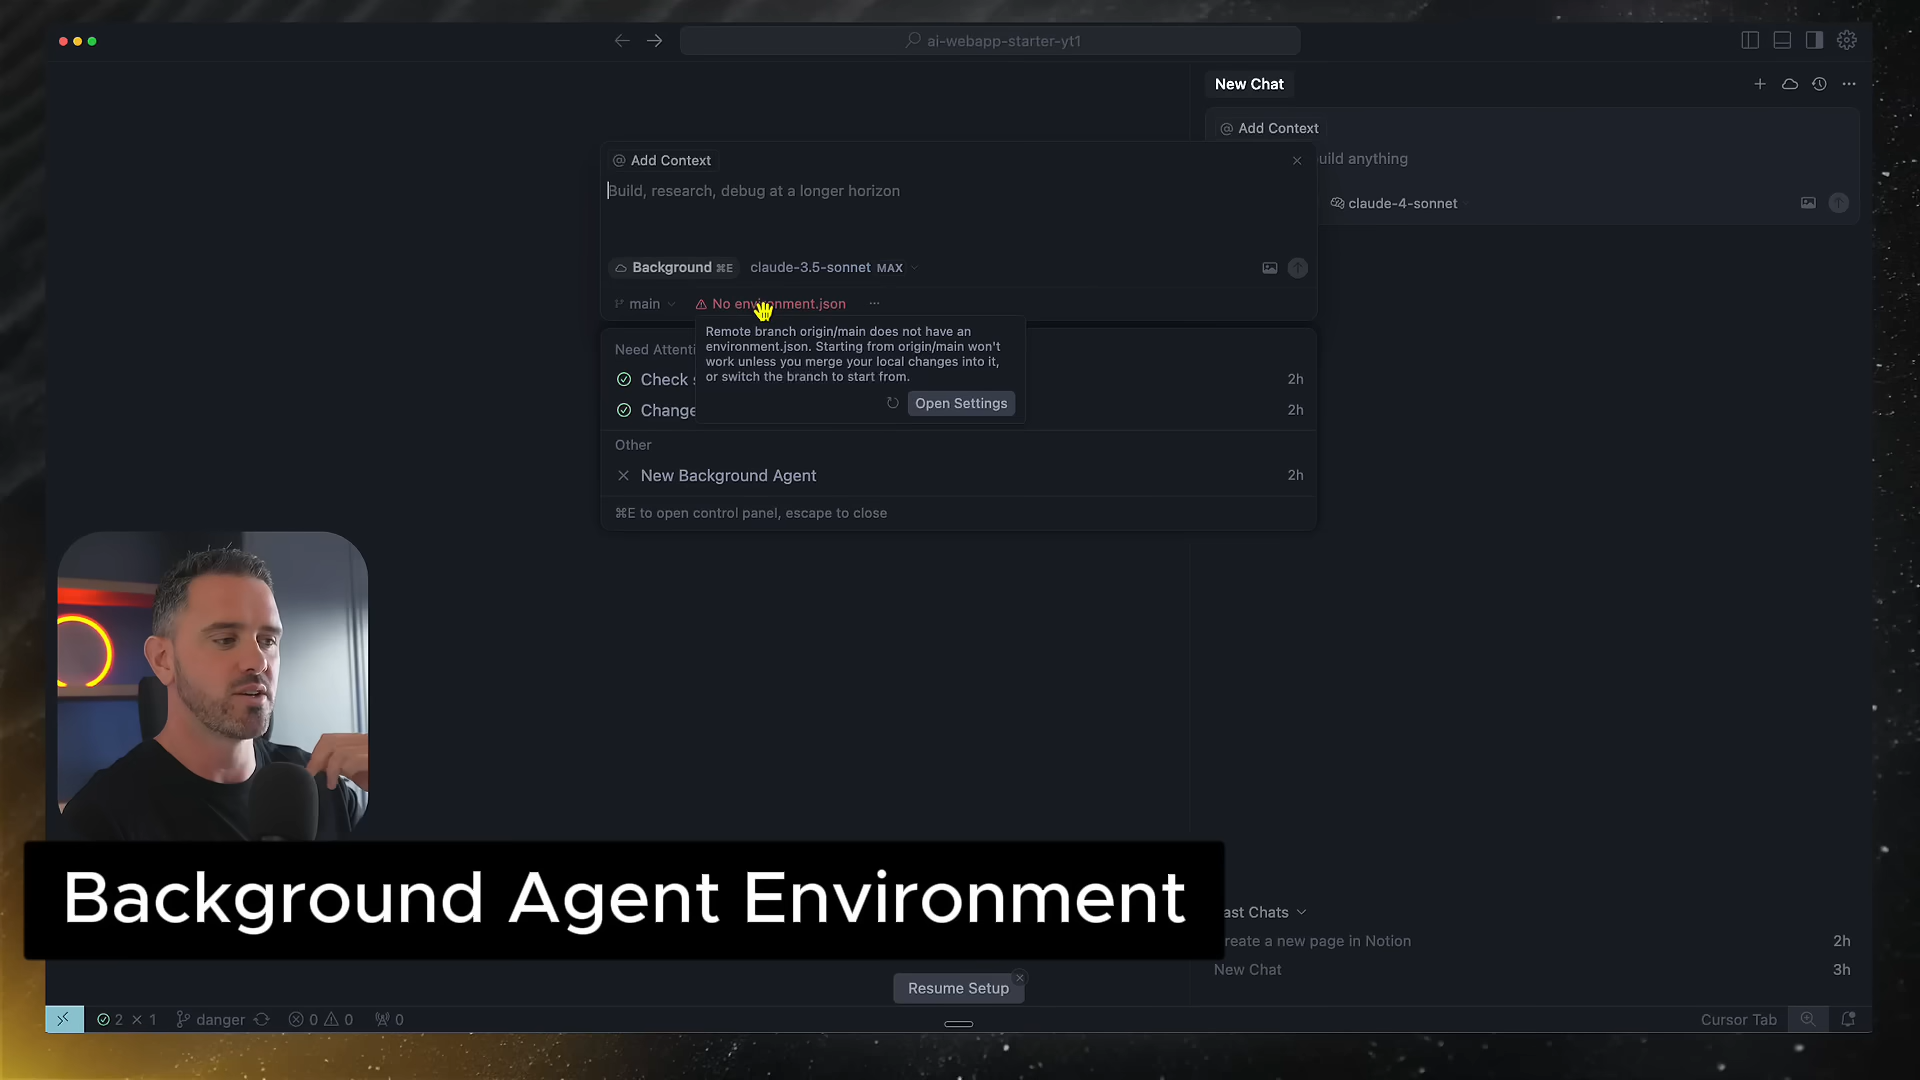 ai-webapp-starter-yt1
New Chat
@ Add Context
uild anything
claude-4-sonnet
@ Add Context
Build, research, debug at a longer horizon
Background ⌘E claude-3.5-sonnet MAX
main No environment.json ...
Remote branch origin/main does not have an
environment.json. Starting from origin/main won't
work unless you merge your local changes into it,
or switch the branch to start from.
Open Settings
Need Attenti
Check s 2h
Change 2h
Other
New Background Agent 2h
⌘E to open control panel, escape to close
Background Agent Environment
ast Chats
reate a new page in Notion 2h
New Chat 3h
Resume Setup
2 1 danger 0 0 0
Cursor Tab